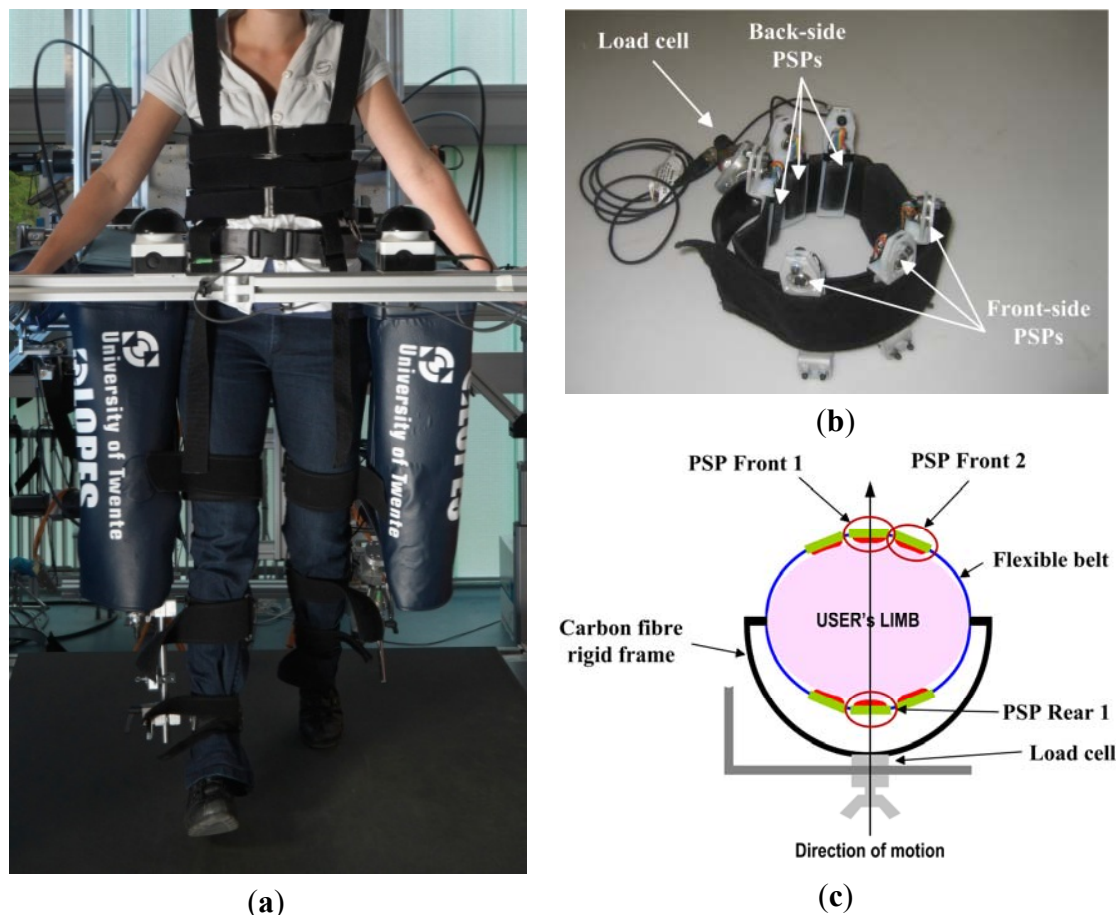 LOPES
University of Twente
University of Twente
LOPES
(a)
Load cell
Back-side
PSPs
Front-side
PSPs
(b)
PSP Front 1
PSP Front 2
Flexible belt
USER's LIMB
Carbon fibre
rigid frame
PSP Rear 1
Load cell
Direction of motion
(c)